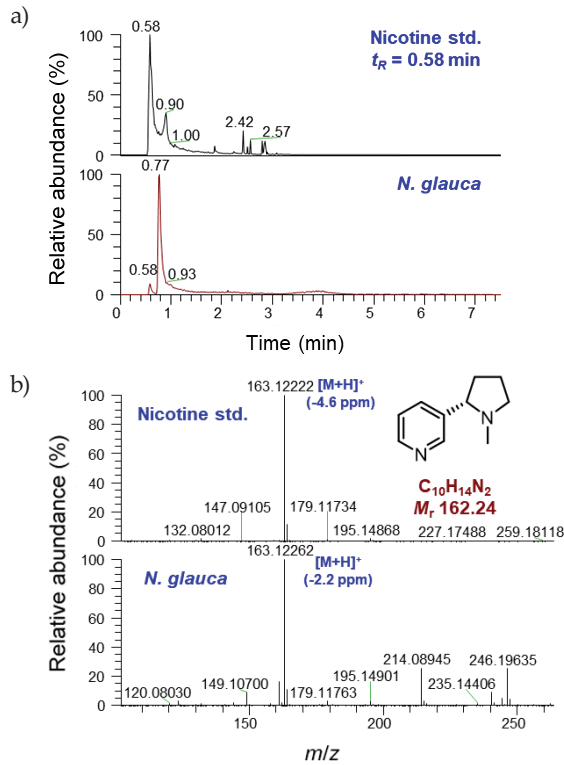 a)
Nicotine std.
tR = 0.58 min
Relative abundance (%)
100
50
0
0.58
0.90
1.00
2.42
2.57
N. glauca
Relative abundance (%)
100
50
0
0.77
0.58
0.93
0 1 2 3 4 5 6 7
Time (min)
b)
163.12222 [M+H]+
(-4.6 ppm)
Nicotine std.
Relative abundance (%)
100
80
60
40
20
0
147.09105
179.11734
132.08012
195.14868
227.17488
259.18118
N
N
C10H14N2
Mr 162.24
163.12262
[M+H]+
(-2.2 ppm)
N. glauca
Relative abundance (%)
100
80
60
40
20
0
120.08030
149.10700
179.11763
195.14901
214.08945
235.14406
246.19635
150 200 250
m/z